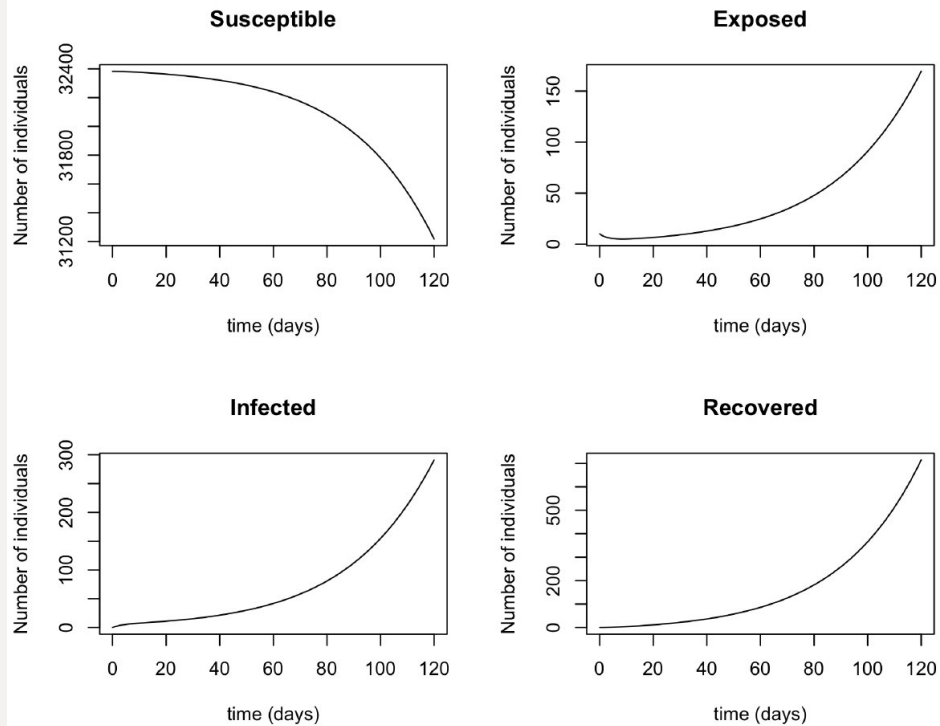 Susceptible
Number of individuals
32400
31800
31200
0 20 40 60 80 100 120
time (days)
Exposed
Number of individuals
150
100
50
0
0 20 40 60 80 100 120
time (days)
Infected
Number of individuals
300
200
100
0
0 20 40 60 80 100 120
time (days)
Recovered
Number of individuals
500
200
0
0 20 40 60 80 100 120
time (days)